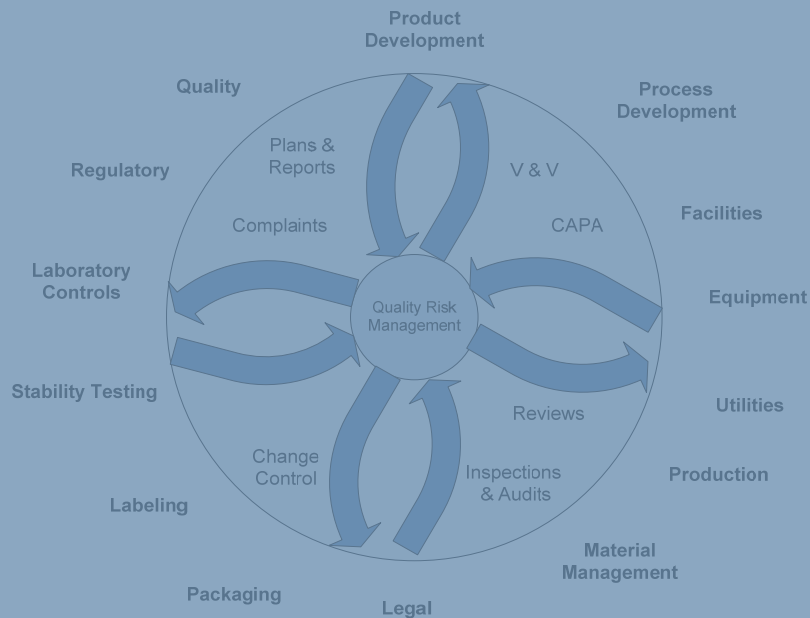 Product
Development
Quality
Process
Development
Plans &
Reports
V & V
Regulatory
Complaints
CAPA
Facilities
Laboratory
Controls
Quality Risk
Management
Equipment
Stability Testing
Reviews
Utilities
Change
Control
Inspections
& Audits
Production
Labeling
Material
Management
Packaging
Legal